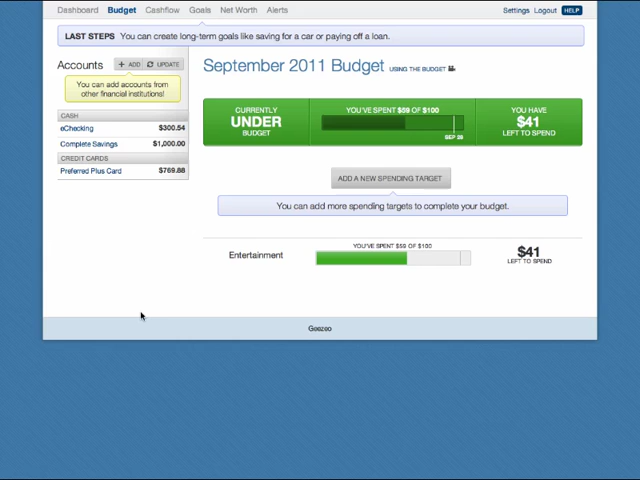 Dashboard Budget Cashflow Goals Net Worth Alerts Settings Logout HELP
LAST STEPS You can create long-term goals like saving for a car or paying off a loan.
Accounts + ADD UPDATE
You can add accounts from
other financial institutions!
CASH
eChecking $300.54
Complete Savings $1,000.00
CREDIT CARDS
Preferred Plus Card $769.88
September 2011 Budget USING THE BUDGET
CURRENTLY
UNDER
BUDGET
YOU'VE SPENT $59 OF $100
SEP 28
YOU HAVE
$41
LEFT TO SPEND
ADD A NEW SPENDING TARGET
You can add more spending targets to complete your budget.
Entertainment
YOU'VE SPENT $59 OF $100
$41
LEFT TO SPEND
Geezeo